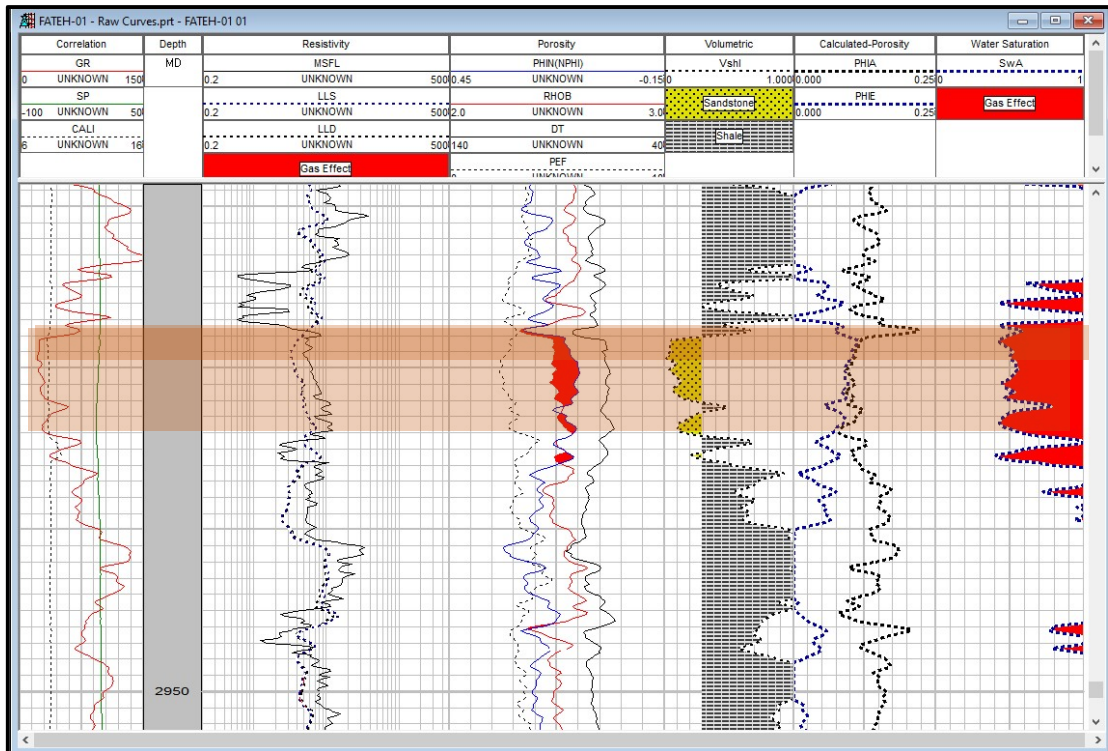 FATEH-01 - Raw Curves.prt - FATEH-01 01
Correlation Depth Resistivity Porosity Volumetric Calculated-Porosity Water Saturation
GR MD MSFL PHIN(NPHI) Vshl PHIA SwA
0 UNKNOWN 150 0.2 UNKNOWN 500 0.45 UNKNOWN -0.15 0 1.000 0.000 0.25 0 1
SP LLS RHOB Sandstone PHIE Gas Effect
-100 UNKNOWN 50 0.2 UNKNOWN 500 2.0 UNKNOWN 3.0 0.000 0.25
CALI LLD DT Shale
6 UNKNOWN 16 0.2 UNKNOWN 500 140 UNKNOWN 40
Gas Effect PEF
2950